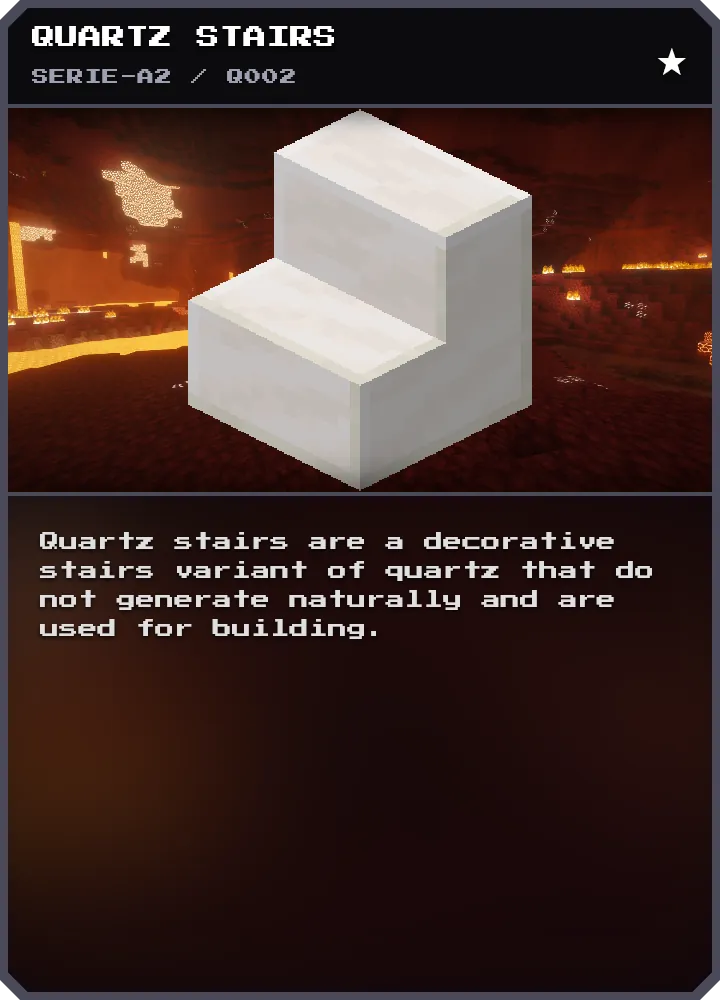 QUARTZ STAIRS
SERIE-A2 / Q002
Quartz stairs are a decorative
stairs variant of quartz that do
not generate naturally and are
used for building.